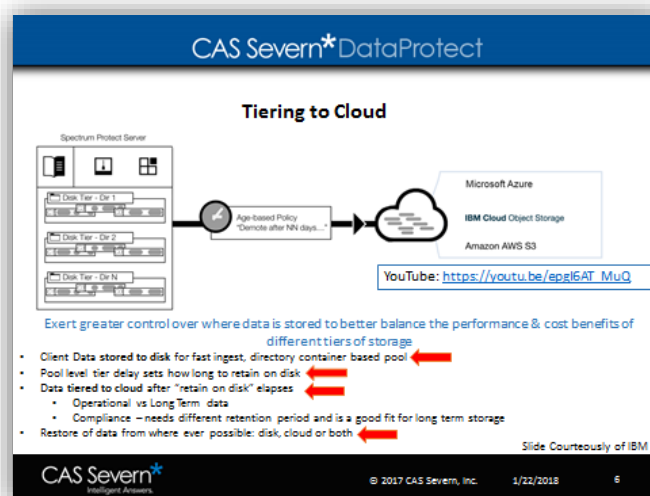 CAS Severn* DataProtect
Tiering to Cloud
Spectrum Protect Server
Disk Tier - Dir 1
Disk Tier - Dir 2
Disk Tier - Dir N
Age-based Policy
"Demote after NN days..."
Microsoft Azure
IBM Cloud Object Storage
Amazon AWS S3
YouTube: https://youtu.be/epgI6AT_MuQ
Exert greater control over where data is stored to better balance the performance & cost benefits of
different tiers of storage
• Client Data stored to disk for fast ingest, directory container based pool
• Pool level tier delay sets how long to retain on disk
• Data tiered to cloud after "retain on disk" elapses
• Operational vs Long Term data
• Compliance – needs different retention period and is a good fit for long term storage
• Restore of data from where ever possible: disk, cloud or both
Slide Courteously of IBM
CAS Severn*
Intelligent Answers.
© 2017 CAS Severn, Inc.
1/22/2018
6